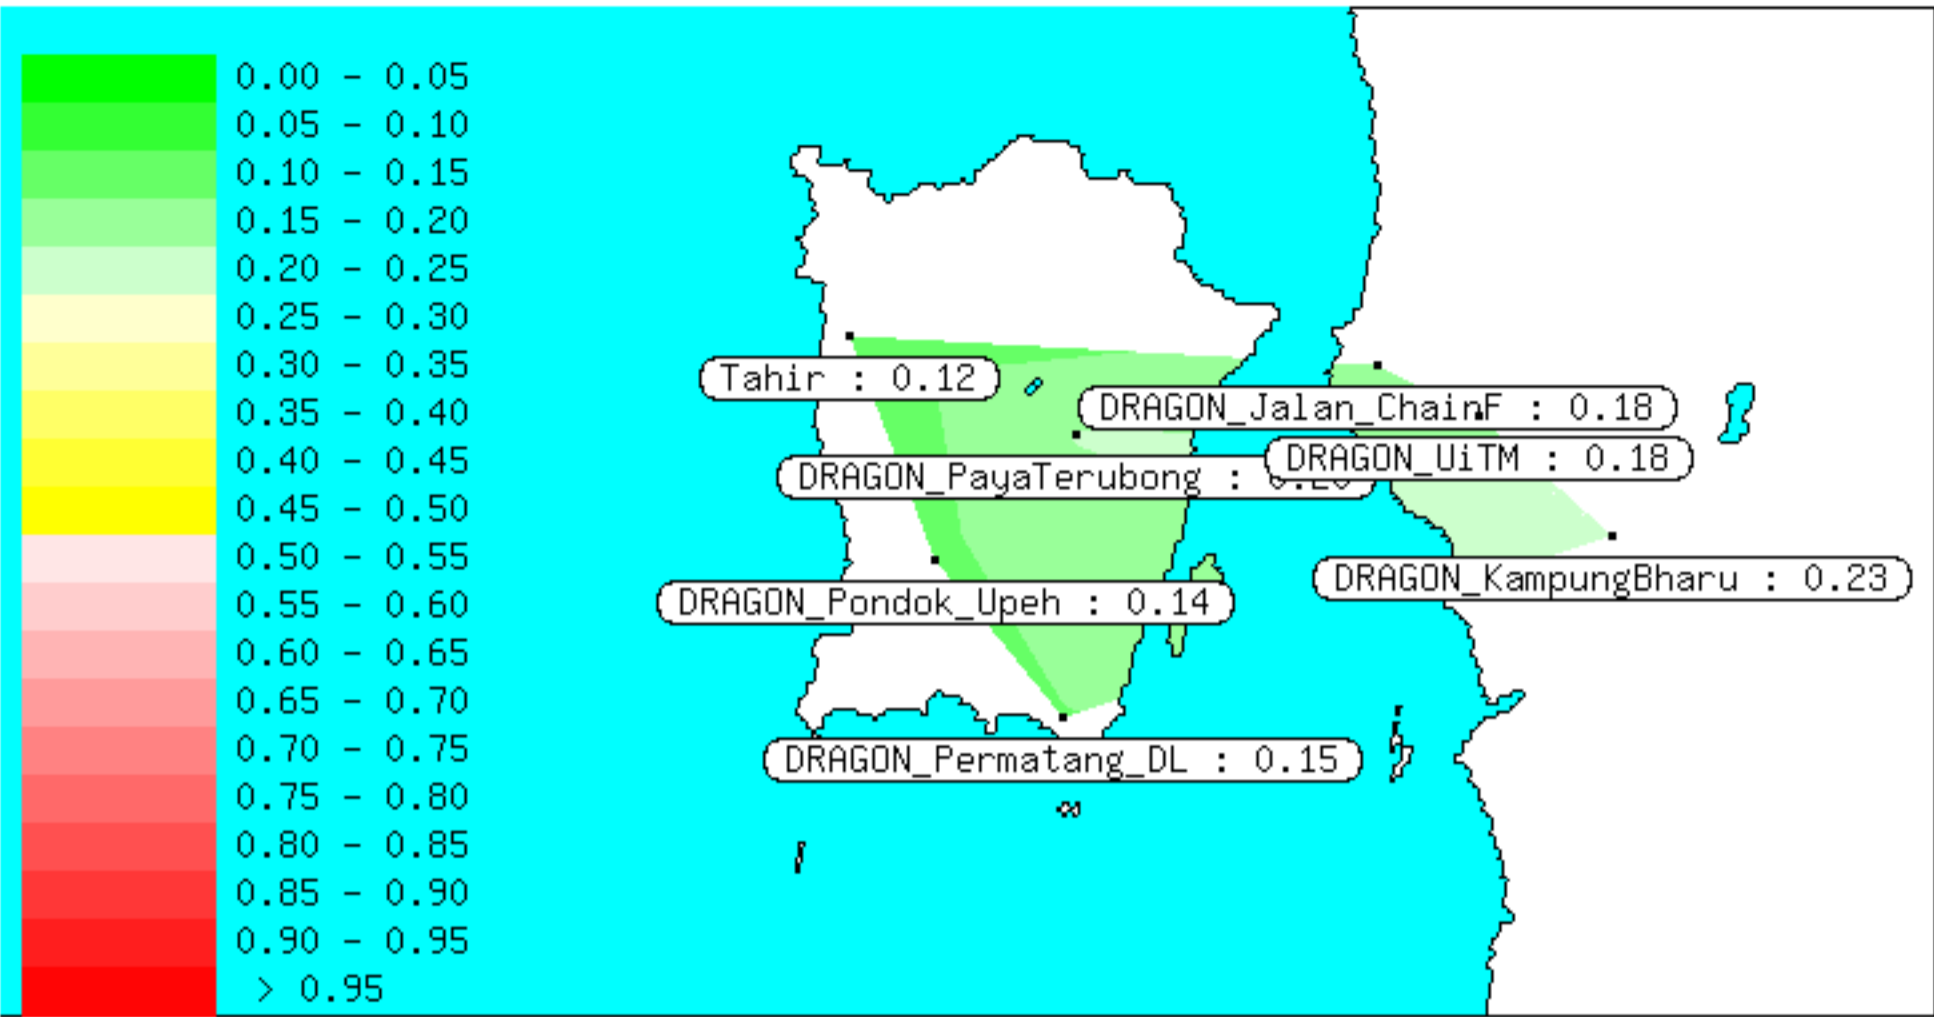 0.00 - 0.05
0.05 - 0.10
0.10 - 0.15
0.15 - 0.20
0.20 - 0.25
0.25 - 0.30
0.30 - 0.35
0.35 - 0.40
0.40 - 0.45
0.45 - 0.50
0.50 - 0.55
0.55 - 0.60
0.60 - 0.65
0.65 - 0.70
0.70 - 0.75
0.75 - 0.80
0.80 - 0.85
0.85 - 0.90
0.90 - 0.95
> 0.95
Tahir : 0.12
DRAGON_Jalan_ChainF : 0.18
DRAGON_UiTM : 0.18
DRAGON_PayaTerubong :
DRAGON_KampungBharu : 0.23
DRAGON_Pondok_Upeh : 0.14
DRAGON_Permatang_DL : 0.15